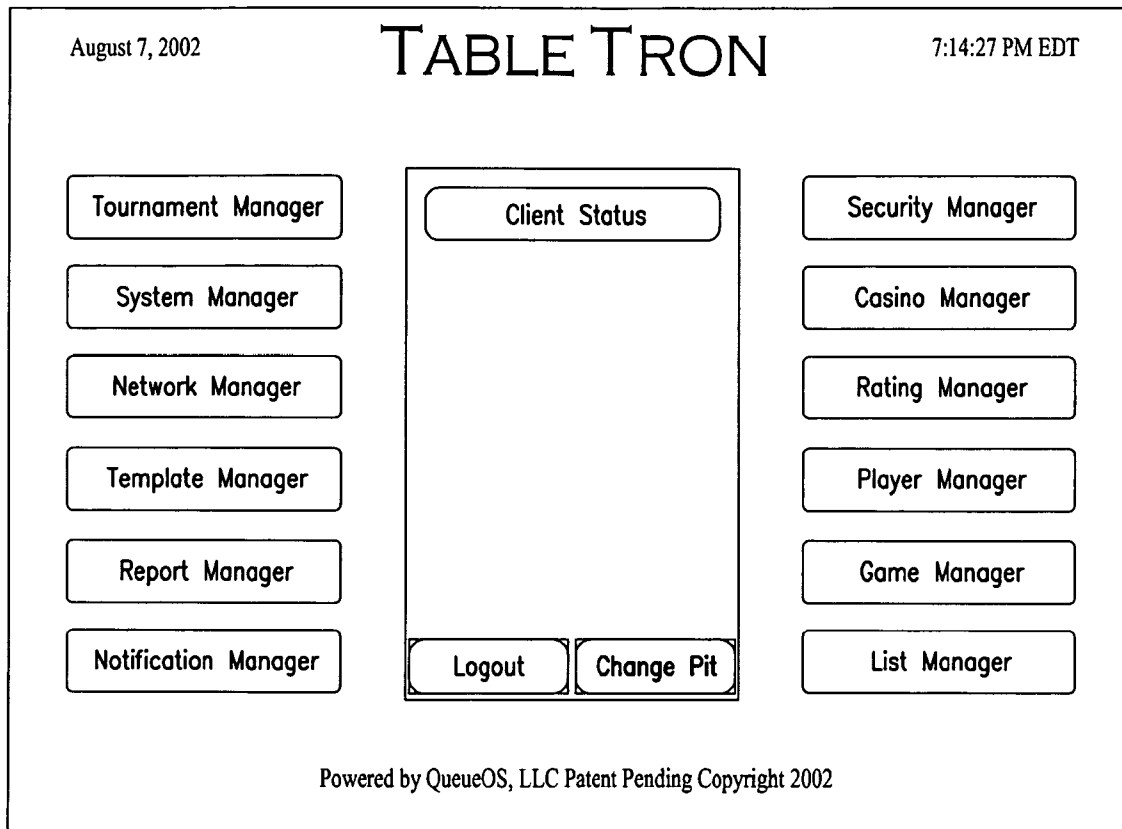 August 7, 2002
TABLE TRON
7:14:27 PM EDT
Tournament Manager
System Manager
Network Manager
Template Manager
Report Manager
Notification Manager
Client Status
Logout
Change Pit
Security Manager
Casino Manager
Rating Manager
Player Manager
Game Manager
List Manager
Powered by QueueOS, LLC Patent Pending Copyright 2002